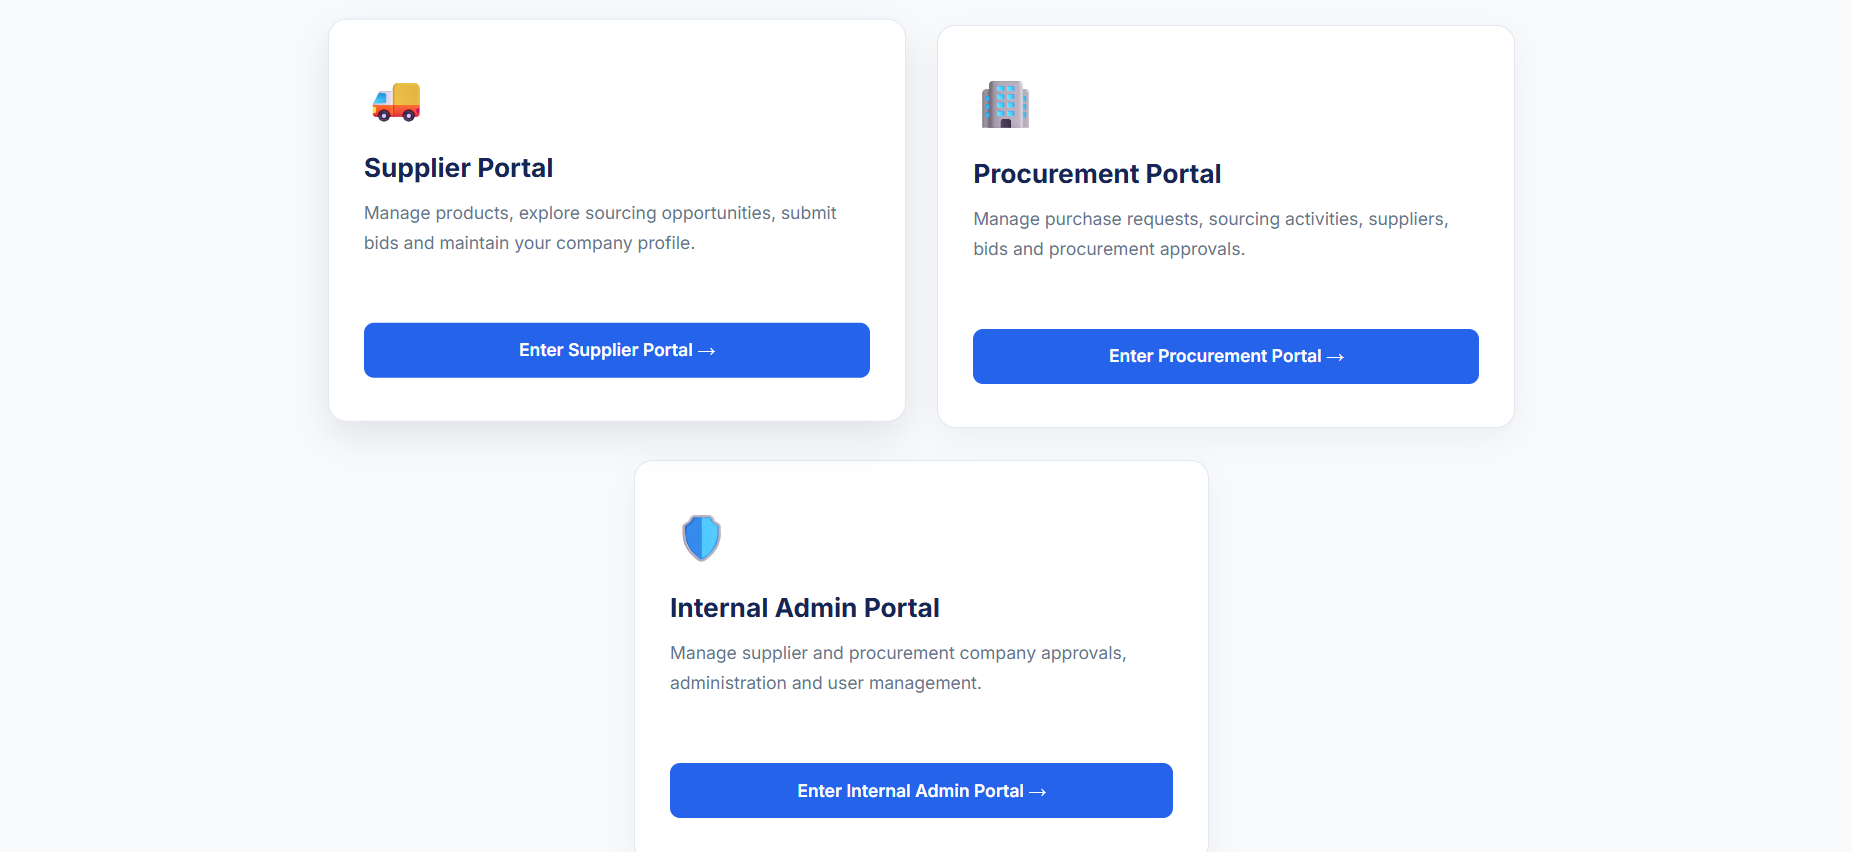 Supplier Portal
Manage products, explore sourcing opportunities, submit
bids and maintain your company profile.
Enter Supplier Portal →
Procurement Portal
Manage purchase requests, sourcing activities, suppliers,
bids and procurement approvals.
Enter Procurement Portal →
Internal Admin Portal
Manage supplier and procurement company approvals,
administration and user management.
Enter Internal Admin Portal →